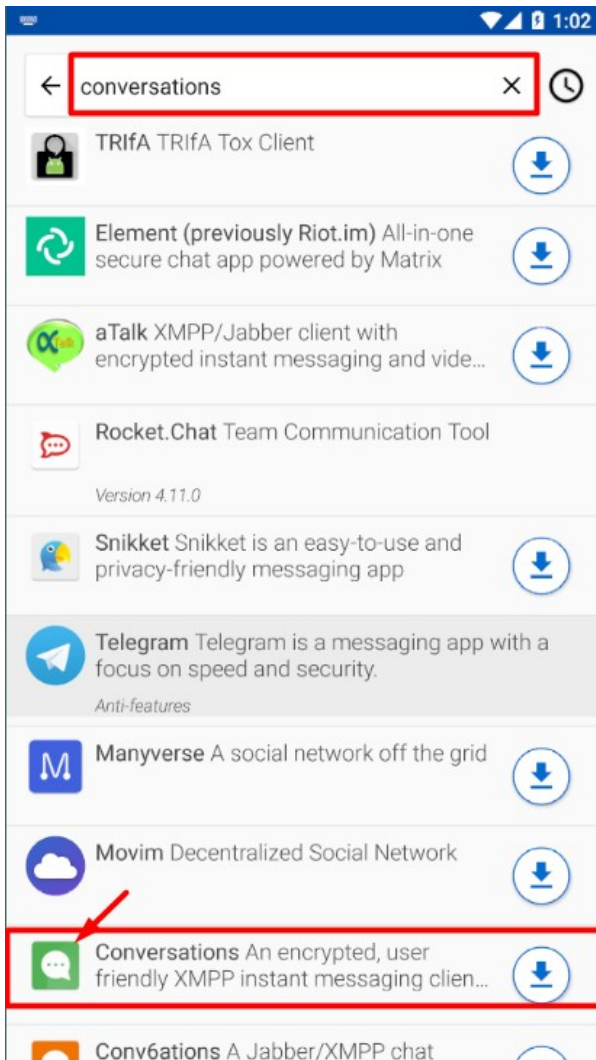 1:02
conversations
TRIfA TRIfA Tox Client
Element (previously Riot.im) All-in-one
secure chat app powered by Matrix
aTalk XMPP/Jabber client with
encrypted instant messaging and vide...
Rocket.Chat Team Communication Tool
Version 4.11.0
Snikket Snikket is an easy-to-use and
privacy-friendly messaging app
Telegram Telegram is a messaging app with a
focus on speed and security.
Anti-features
Manyverse A social network off the grid
Movim Decentralized Social Network
Conversations An encrypted, user
friendly XMPP instant messaging clien...
Conv6ations A Jabber/XMPP chat